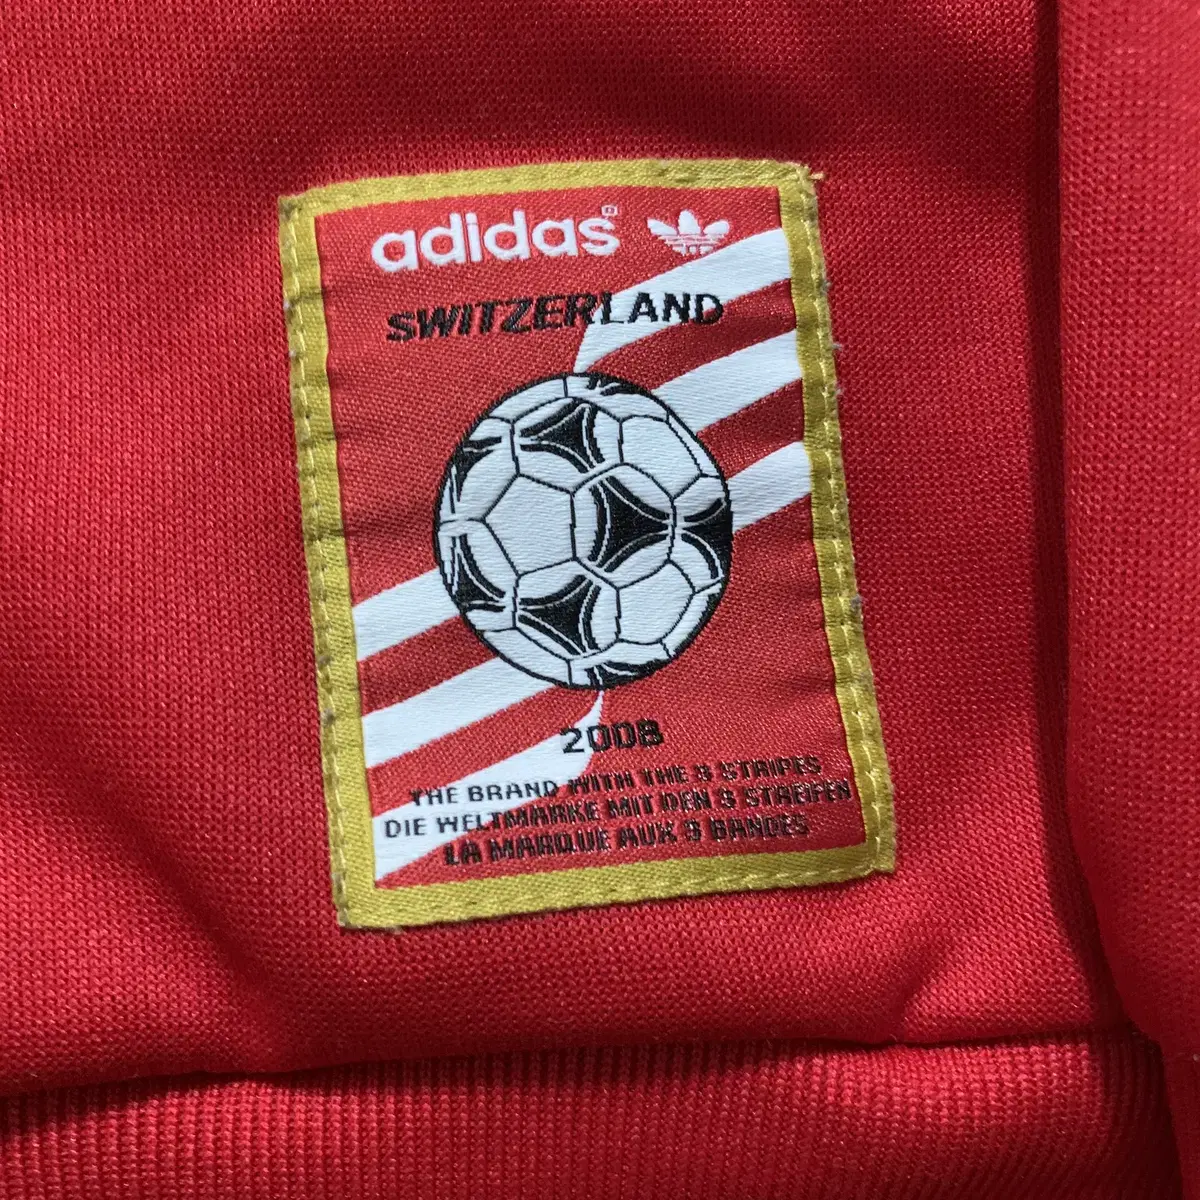 adidas
SWITZERLAND
2008
THE BRAND WITH THE 3 STRIPES
DIE WELTMARKE MIT DEN 3 STREIFEN
LA MARQUE AUX 3 BANDES